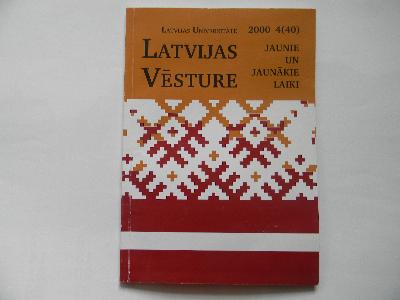 LATVIJAS UNIVERSITĀTE
2000 4(40)
LATVIJAS
VĒSTURE
JAUNIE
UN
JAUNĀKIE
LAIKI